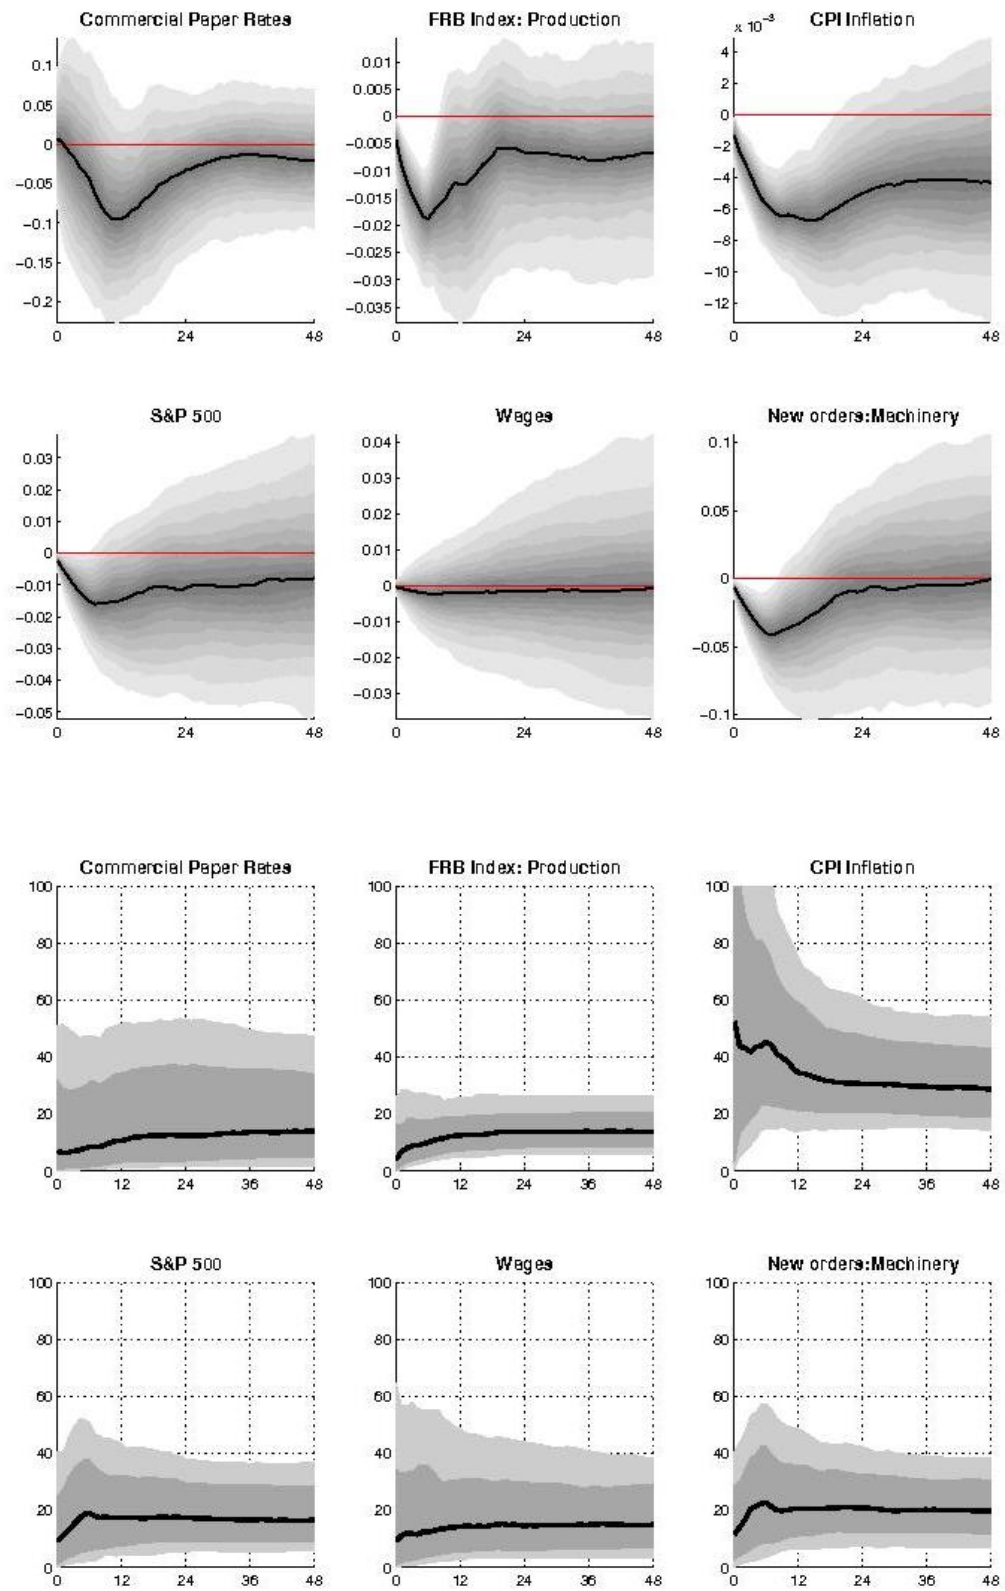 Commercial Paper Rates FRB Index: Production CPI Inflation
x 10⁻³
0.1 0.05 0 −0.05 −0.1 −0.15 −0.2
0.01 0.005 0 −0.005 −0.01 −0.015 −0.02 −0.025 −0.03 −0.035
4 2 0 −2 −4 −6 −8 −10 −12
0 24 48 0 24 48 0 24 48
S&P 500 Wages New orders:Machinery
0.03 0.02 0.01 0 −0.01 −0.02 −0.03 −0.04 −0.05
0.04 0.03 0.02 0.01 0 −0.01 −0.02 −0.03
0.1 0.05 0 −0.05 −0.1
0 24 48 0 24 48 0 24 48
Commercial Paper Rates FRB Index: Production CPI Inflation
100 80 60 40 20 0
100 80 60 40 20 0
100 80 60 40 20 0
0 12 24 36 48 0 12 24 36 48 0 12 24 36 48
S&P 500 Wages New orders:Machinery
100 80 60 40 20 0
100 80 60 40 20 0
100 80 60 40 20 0
0 12 24 36 48 0 12 24 36 48 0 12 24 36 48